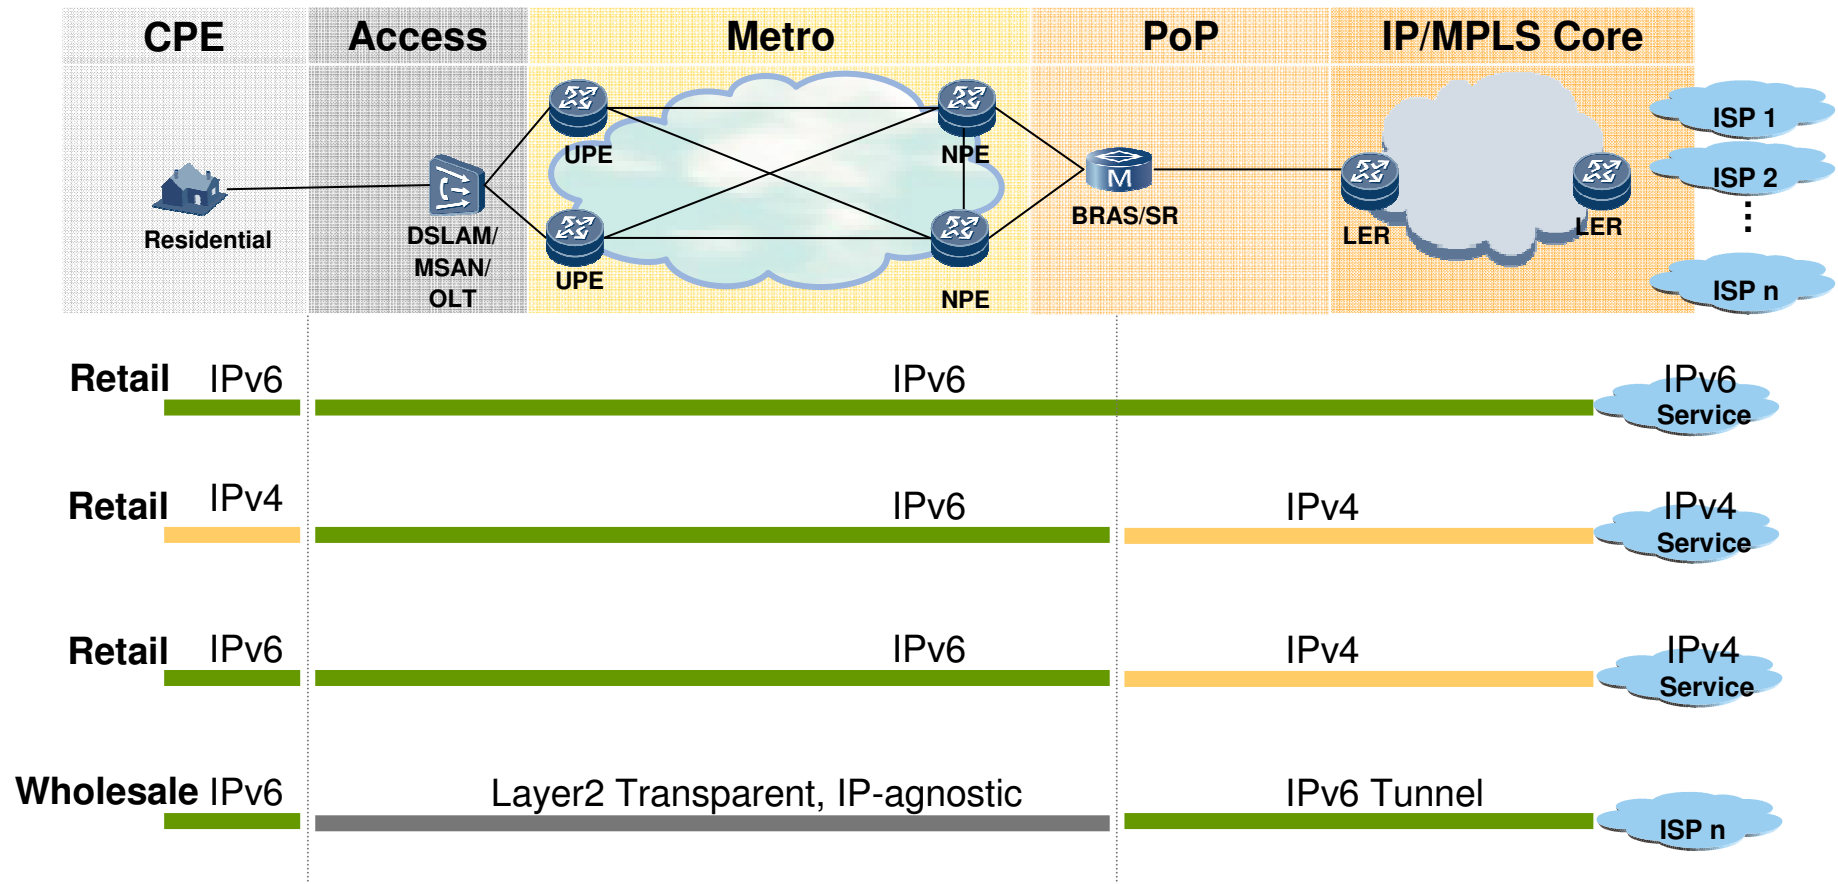 CPE
Access
Metro
PoP
IP/MPLS Core
ISP 1
ISP 2
ISP n
UPE
NPE
UPE
NPE
M
BRAS/SR
LER
LER
Residential
DSLAM/
MSAN/
OLT
Retail IPv6
IPv6
IPv6
Service
Retail IPv4
IPv6
IPv4
IPv4
Service
Retail IPv6
IPv6
IPv4
IPv4
Service
Wholesale IPv6
Layer2 Transparent, IP-agnostic
IPv6 Tunnel
ISP n